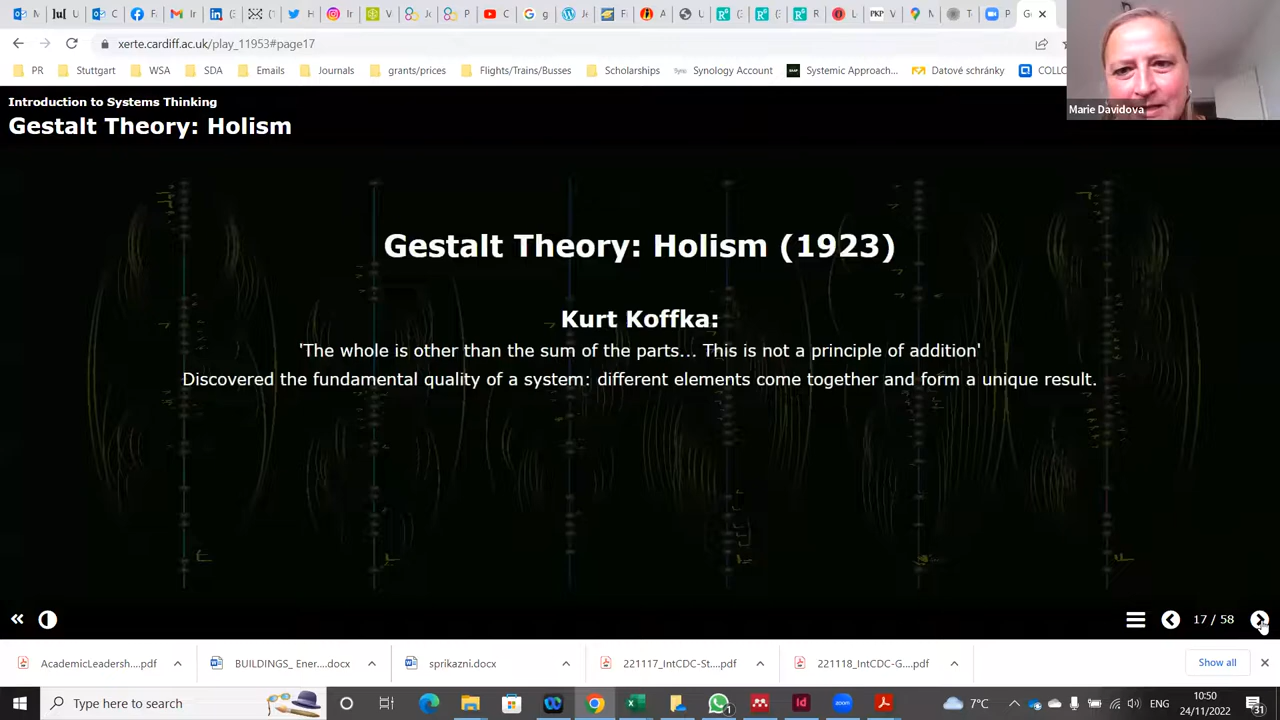 xerte.cardiff.ac.uk/play_11953#page17
PR
Stuttgart
WSA
SDA
Emails
Journals
grants/prices
Flights/Trains/Busses
Scholarships
Synology Account
Systemic Approach...
Datové schránky
Marie Davidova
Introduction to Systems Thinking
Gestalt Theory: Holism
Gestalt Theory: Holism (1923)
Kurt Koffka:
'The whole is other than the sum of the parts... This is not a principle of addition'
Discovered the fundamental quality of a system: different elements come together and form a unique result.
17 / 58
AcademicLeadersh....pdf
BUILDINGS_ Ener....docx
sprikazni.docx
221117_IntCDC-St....pdf
221118_IntCDC-G....pdf
Show all
Type here to search
7°C
ENG
10:50
24/11/2022
31